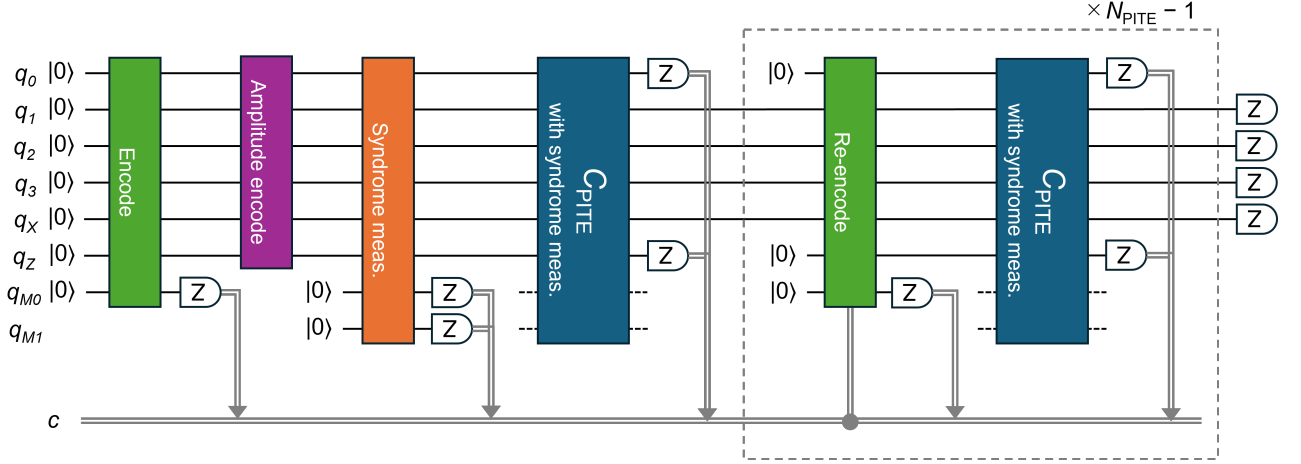 × N_PITE − 1
q_0 |0⟩ Z |0⟩ Z
q_1 |0⟩ Z
q_2 |0⟩ Z
q_3 |0⟩ Z
q_X |0⟩ Z
q_Z |0⟩ Z |0⟩ Z
q_M0 |0⟩ Z |0⟩ Z |0⟩ Z
q_M1 |0⟩ Z
c
Encode
Amplitude encode
Syndrome meas.
C_PITE
with syndrome meas.
Re-encode
C_PITE
with syndrome meas.